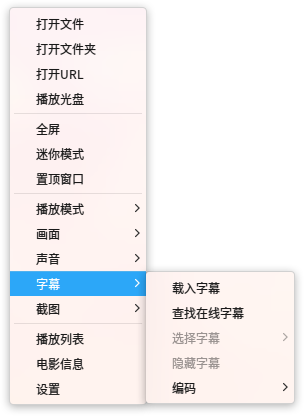 打开文件
打开文件夹
打开URL
播放光盘
全屏
迷你模式
置顶窗口
播放模式
画面
声音
字幕
截图
播放列表
电影信息
设置
载入字幕
查找在线字幕
选择字幕
隐藏字幕
编码